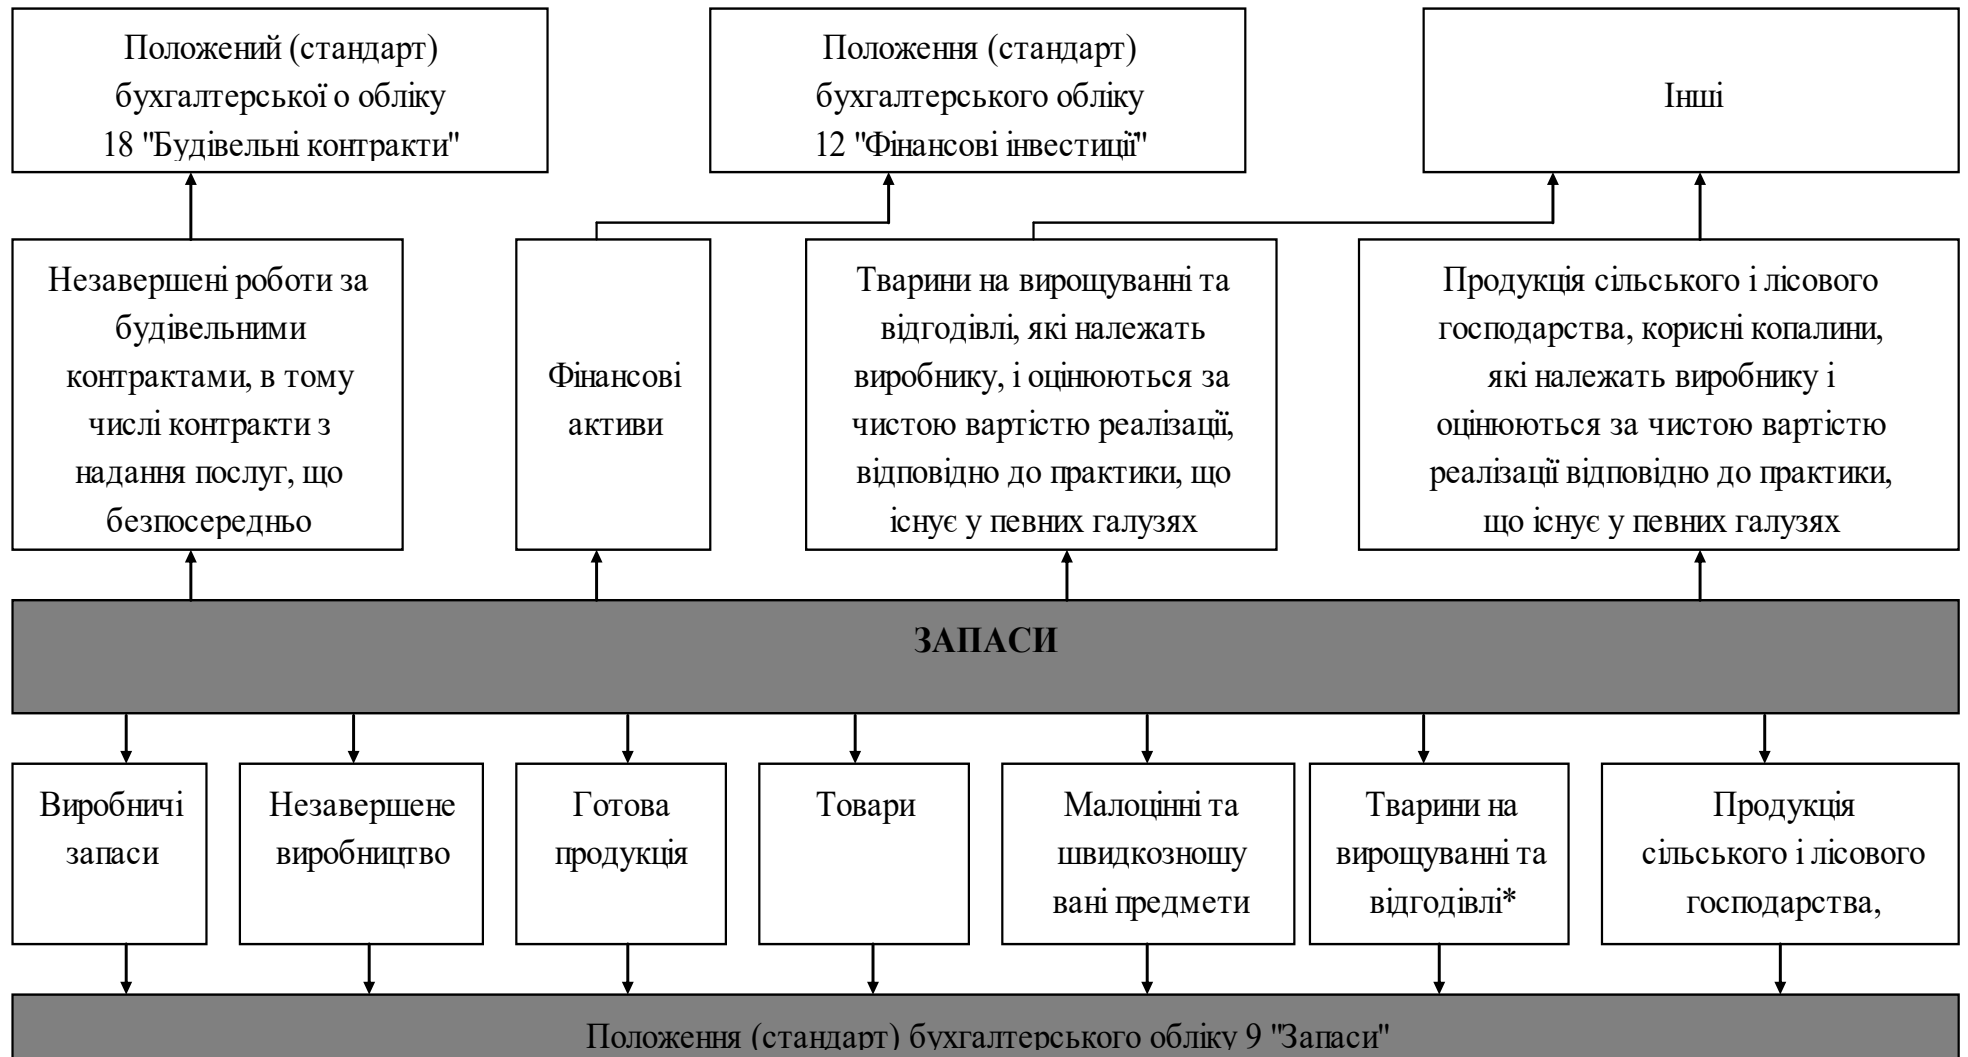 Положений (стандарт)
бухгалтерської о обліку
18 "Будівельні контракти"
Положення (стандарт)
бухгалтерського обліку
12 "Фінансові інвестиції"
Інші
Незавершені роботи за
будівельними
контрактами, в тому
числі контракти з
надання послуг, що
безпосередньо
Фінансові
активи
Тварини на вирощуванні та
відгодівлі, які належать
виробнику, і оцінюються за
чистою вартістю реалізації,
відповідно до практики, що
існує у певних галузях
Продукція сільського і лісового
господарства, корисні копалини,
які належать виробнику і
оцінюються за чистою вартістю
реалізації відповідно до практики,
що існує у певних галузях
ЗАПАСИ
Виробничі
запаси
Незавершене
виробництво
Готова
продукція
Товари
Малоцінні та
швидкозношу
вані предмети
Тварини на
вирощуванні та
відгодівлі*
Продукція
сільського і лісового
господарства,
Положення (стандарт) бухгалтерського обліку 9 "Запаси"